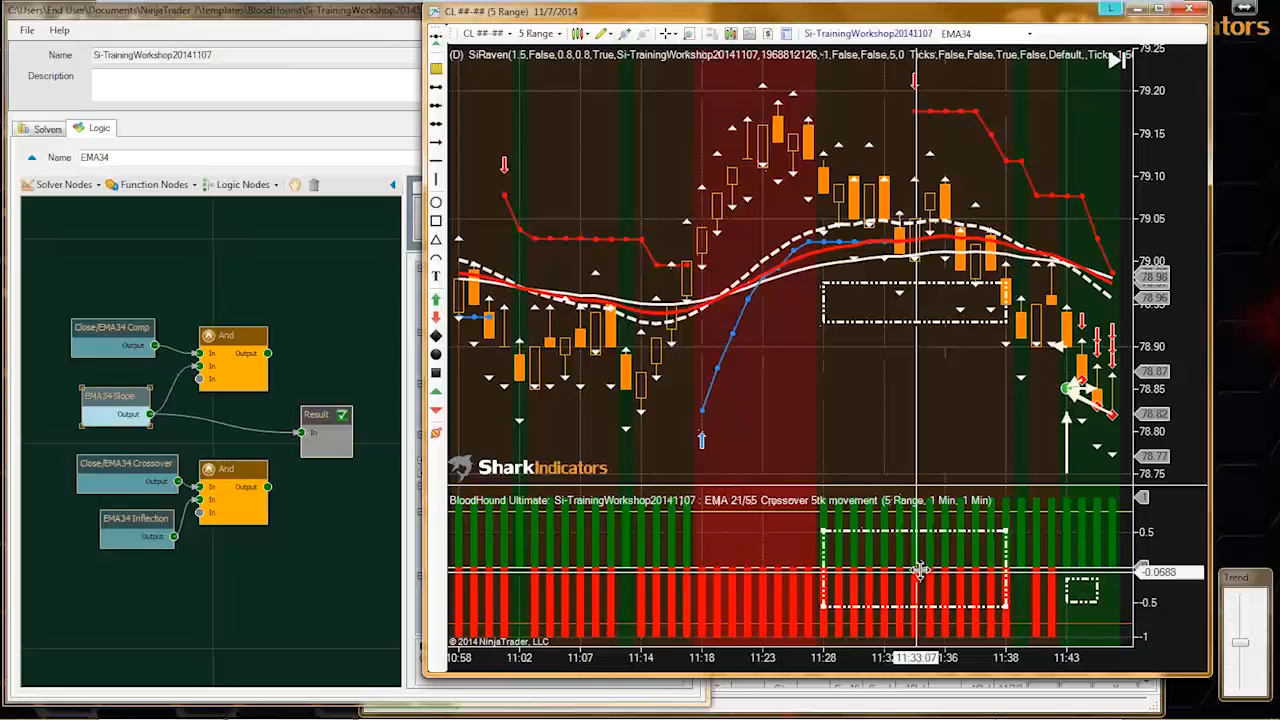 C:\Users\End User\Documents\NinjaTrader 7\templates\BloodHound\Si-TrainingWorkshop20141107
File
Help
Name
Si-TrainingWorkshop20141107
Description
Solvers
Logic
Name
EMA34
Solver Nodes
Function Nodes
Logic Nodes
Close/EMA34 Comp
Output
And
In
Output
In
In
EMA34 Slope
Output
Result
In
Close/EMA34 Crossover
Output
And
In
Output
In
In
EMA34 Inflection
Output
CL ##-## (5 Range) 11/7/2014
L
CL ##-##
5 Range
Si-TrainingWorkshop20141107
EMA34
(D) SiRaven(1.5,False,0.8,0.8,True,Si-TrainingWorkshop20141107,1968812126,-1,False,False,5,0 Ticks,False,False,True,False,Default,,Ticks
T
79.25
79.20
79.15
79.10
79.05
79.00
78.98
78.96
78.90
78.87
78.85
78.82
78.80
78.77
78.75
SharkIndicators
BloodHound Ultimate: Si-TrainingWorkshop20141107 : EMA 21/55 Crossover 5tk movement (5 Range, 1 Min, 1 Min)
1
0.5
-0.0683
-0.5
-1
© 2014 NinjaTrader, LLC
10:58
11:02
11:07
11:14
11:18
11:23
11:28
11:33:07
11:36
11:38
11:43
Trend